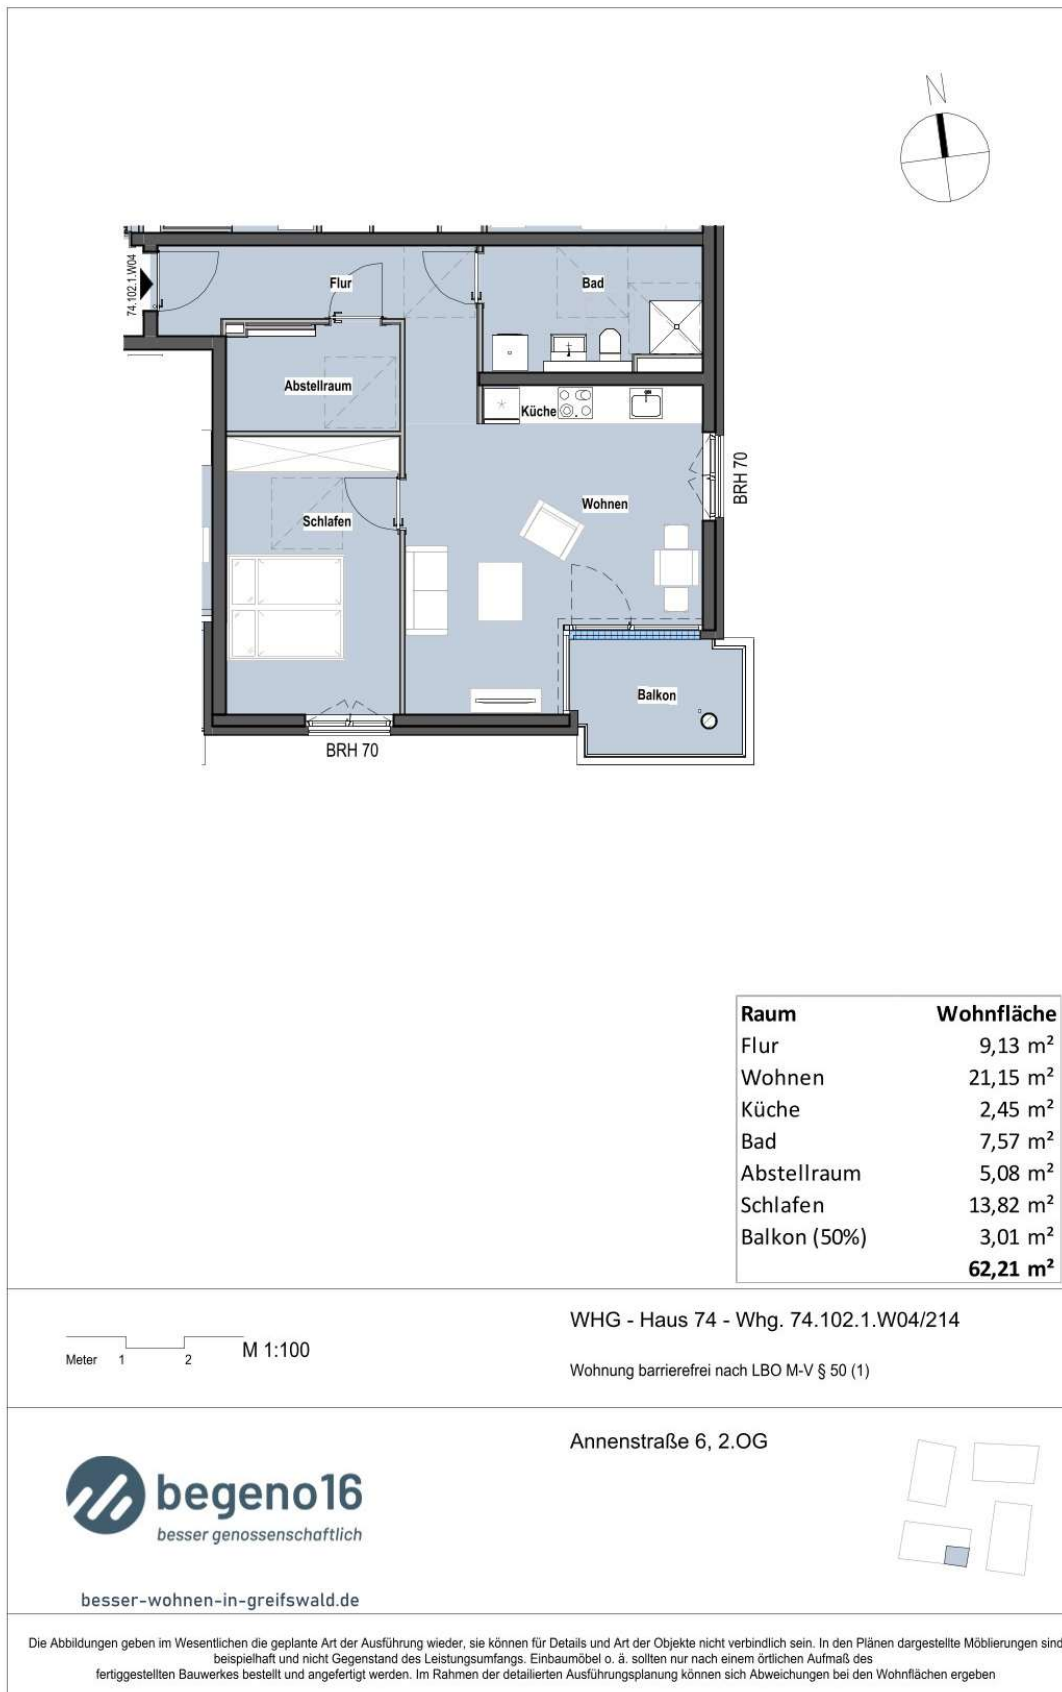 N
74.102.1.W04
Flur
Bad
Abstellraum
Küche
BRH 70
Wohnen
Schlafen
Balkon
BRH 70
Raum Wohnfläche
Flur 9,13 m²
Wohnen 21,15 m²
Küche 2,45 m²
Bad 7,57 m²
Abstellraum 5,08 m²
Schlafen 13,82 m²
Balkon (50%) 3,01 m²
62,21 m²
Meter 1 2 M 1:100
WHG - Haus 74 - Whg. 74.102.1.W04/214
Wohnung barrierefrei nach LBO M-V § 50 (1)
Annenstraße 6, 2.OG
begeno16
besser genossenschaftlich
besser-wohnen-in-greifswald.de
Die Abbildungen geben im Wesentlichen die geplante Art der Ausführung wieder, sie können für Details und Art der Objekte nicht verbindlich sein. In den Plänen dargestellte Möblierungen sind
beispielhaft und nicht Gegenstand des Leistungsumfangs. Einbaumöbel o. ä. sollten nur nach einem örtlichen Aufmaß des
fertiggestellten Bauwerkes bestellt und angefertigt werden. Im Rahmen der detailierten Ausführungsplanung können sich Abweichungen bei den Wohnflächen ergeben